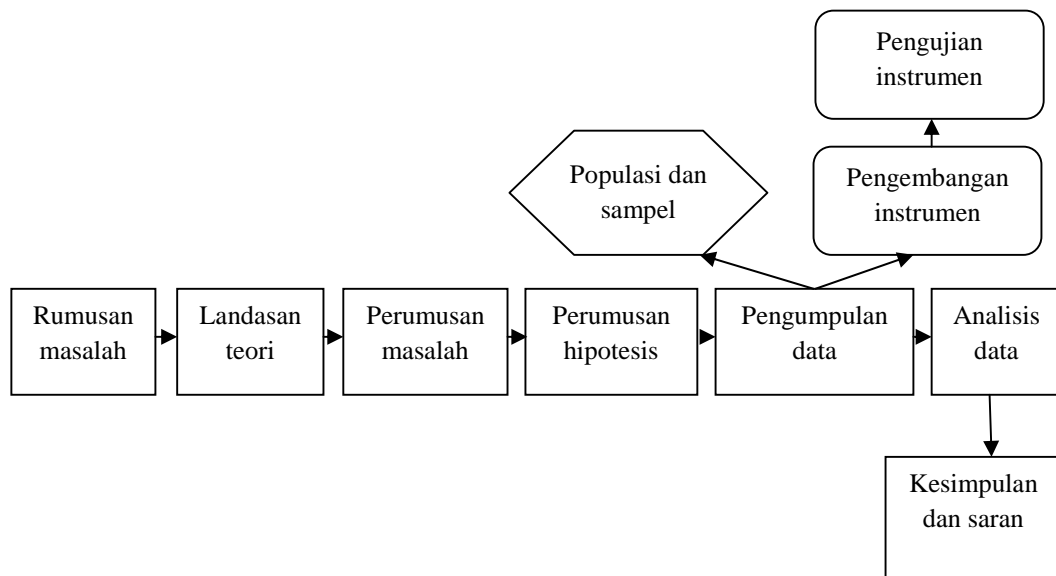 Pengujian
instrumen
Populasi dan
sampel
Pengembangan
instrumen
Rumusan
masalah
Landasan
teori
Perumusan
masalah
Perumusan
hipotesis
Pengumpulan
data
Analisis
data
Kesimpulan
dan saran